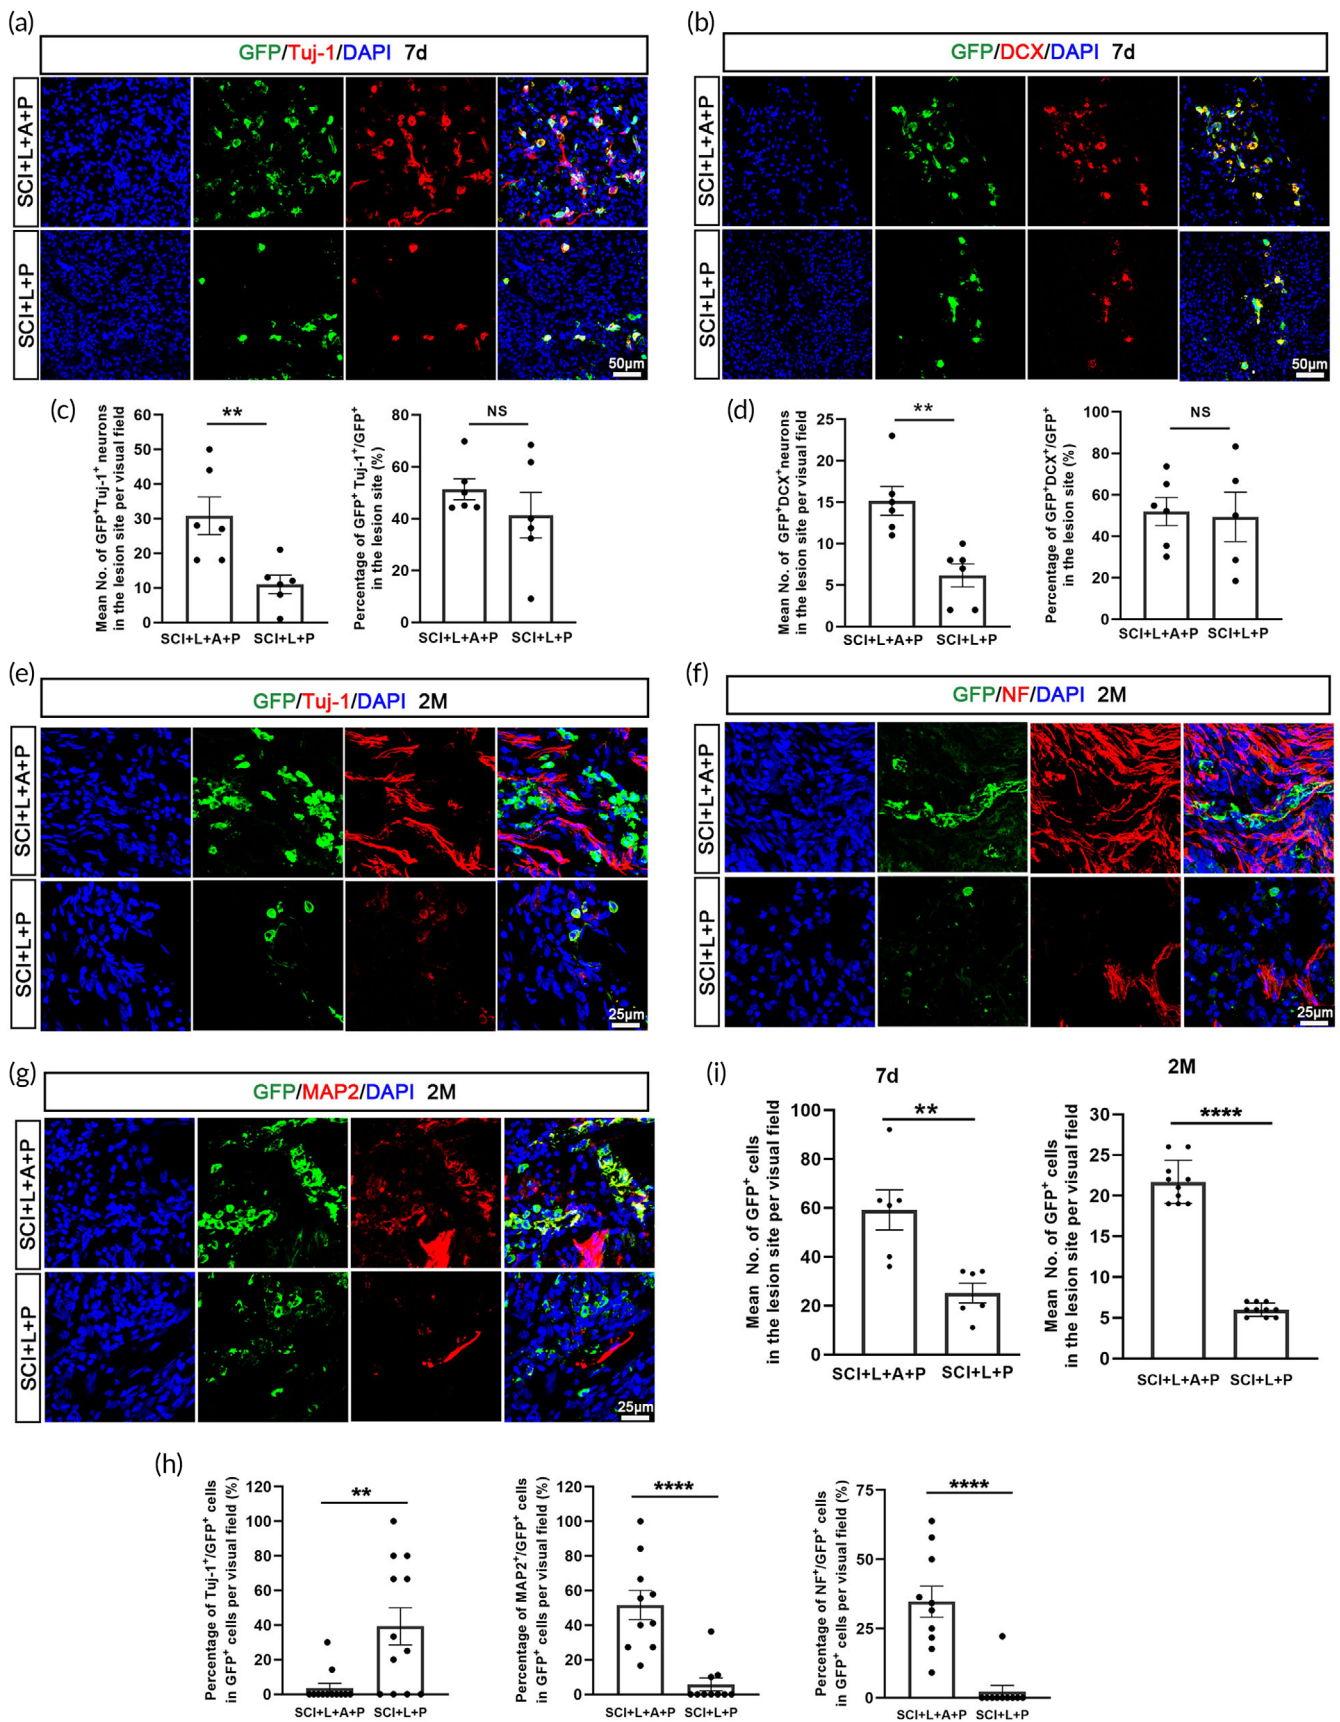 (a)
GFP/Tuj-1/DAPI 7d
SCI+L+A+P
SCI+L+P
50μm
(b)
GFP/DCX/DAPI 7d
SCI+L+A+P
SCI+L+P
50μm
(c)
Mean No. of GFP⁺Tuj-1⁺ neurons
in the lesion site per visual field
60
50
40
30
20
10
0
**
SCI+L+A+P SCI+L+P
Percentage of GFP⁺ Tuj-1⁺/GFP⁺
in the lesion site (%)
80
60
40
20
0
NS
SCI+L+A+P SCI+L+P
(d)
Mean No. of GFP⁺DCX⁺neurons
in the lesion site per visual field
25
20
15
10
5
0
**
SCI+L+A+P SCI+L+P
Percentage of GFP⁺DCX⁺/GFP⁺
in the lesion site (%)
100
80
60
40
20
0
NS
SCI+L+A+P SCI+L+P
(e)
GFP/Tuj-1/DAPI 2M
SCI+L+A+P
SCI+L+P
25μm
(f)
GFP/NF/DAPI 2M
SCI+L+A+P
SCI+L+P
25μm
(g)
GFP/MAP2/DAPI 2M
SCI+L+A+P
SCI+L+P
25μm
(i)
7d
Mean No. of GFP⁺ cells
in the lesion site per visual field
100
80
60
40
20
0
**
SCI+L+A+P SCI+L+P
2M
Mean No. of GFP⁺ cells
in the lesion site per visual field
30
25
20
15
10
5
0
****
SCI+L+A+P SCI+L+P
(h)
Percentage of Tuj-1⁺/GFP⁺ cells
in GFP⁺ cells per visual field (%)
120
100
80
60
40
20
0
**
SCI+L+A+P SCI+L+P
Percentage of MAP2⁺/GFP⁺ cells
in GFP⁺ cells per visual field (%)
120
100
80
60
40
20
0
****
SCI+L+A+P SCI+L+P
Percentage of NF⁺/GFP⁺ cells
in GFP⁺ cells per visual field (%)
75
50
25
0
****
SCI+L+A+P SCI+L+P